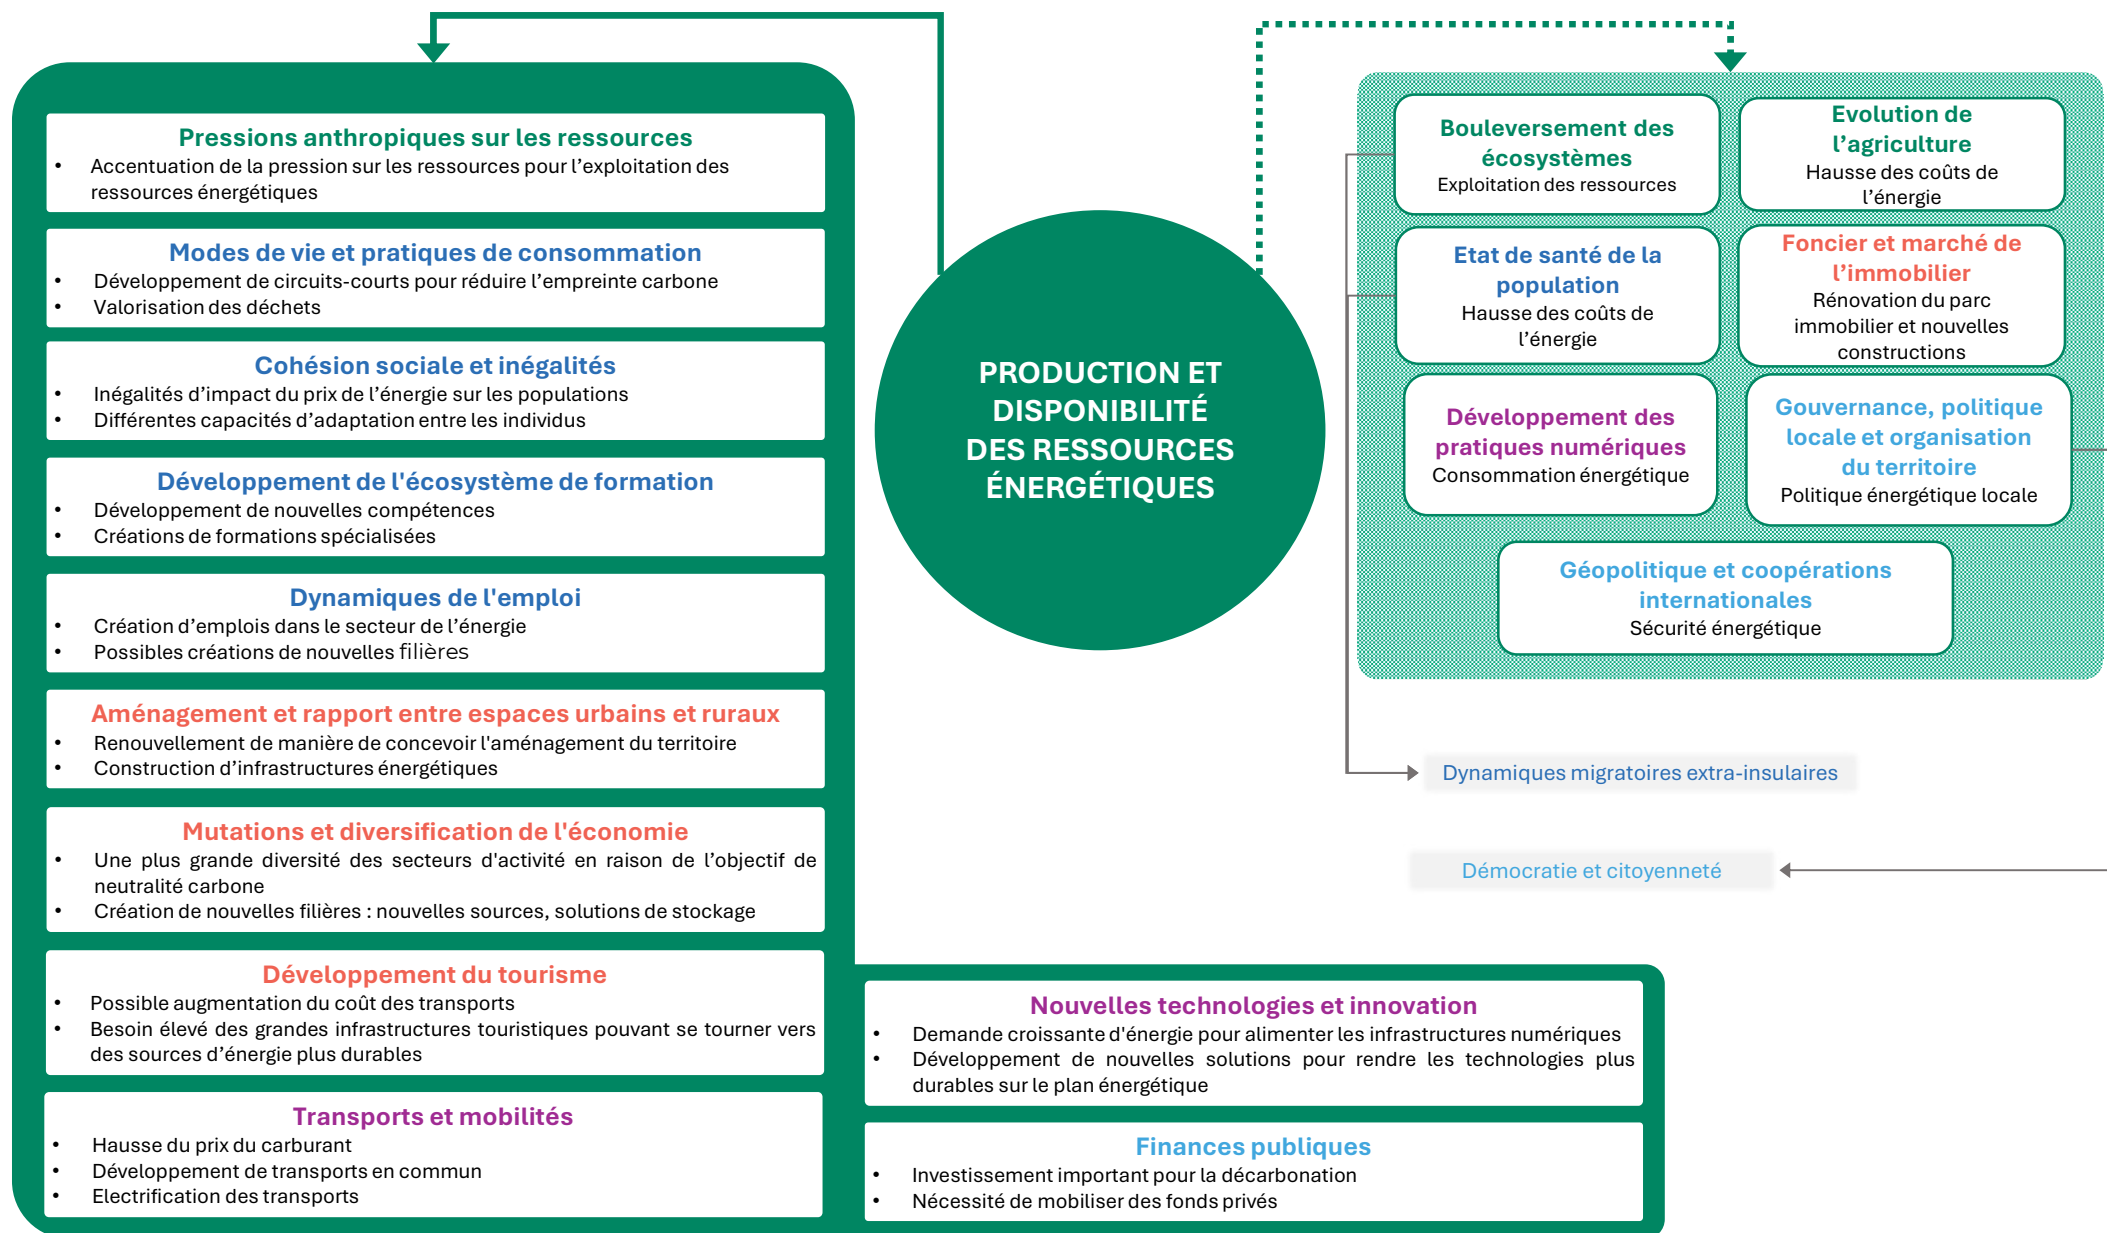 Pressions anthropiques sur les ressources
• Accentuation de la pression sur les ressources pour l’exploitation des
ressources énergétiques
Modes de vie et pratiques de consommation
• Développement de circuits-courts pour réduire l’empreinte carbone
• Valorisation des déchets
Cohésion sociale et inégalités
• Inégalités d’impact du prix de l’énergie sur les populations
• Différentes capacités d’adaptation entre les individus
Développement de l'écosystème de formation
• Développement de nouvelles compétences
• Créations de formations spécialisées
Dynamiques de l'emploi
• Création d’emplois dans le secteur de l’énergie
• Possibles créations de nouvelles filières
Aménagement et rapport entre espaces urbains et ruraux
• Renouvellement de manière de concevoir l'aménagement du territoire
• Construction d’infrastructures énergétiques
Mutations et diversification de l'économie
• Une plus grande diversité des secteurs d'activité en raison de l’objectif de
neutralité carbone
• Création de nouvelles filières : nouvelles sources, solutions de stockage
Développement du tourisme
• Possible augmentation du coût des transports
• Besoin élevé des grandes infrastructures touristiques pouvant se tourner vers
des sources d’énergie plus durables
Transports et mobilités
• Hausse du prix du carburant
• Développement de transports en commun
• Electrification des transports
Nouvelles technologies et innovation
• Demande croissante d'énergie pour alimenter les infrastructures numériques
• Développement de nouvelles solutions pour rendre les technologies plus
durables sur le plan énergétique
Finances publiques
• Investissement important pour la décarbonation
• Nécessité de mobiliser des fonds privés
PRODUCTION ET
DISPONIBILITÉ
DES RESSOURCES
ÉNERGÉTIQUES
Bouleversement des
écosystèmes
Exploitation des ressources
Evolution de
l’agriculture
Hausse des coûts de
l’énergie
Etat de santé de la
population
Hausse des coûts de
l’énergie
Foncier et marché de
l’immobilier
Rénovation du parc
immobilier et nouvelles
constructions
Développement des
pratiques numériques
Consommation énergétique
Gouvernance, politique
locale et organisation
du territoire
Politique énergétique locale
Géopolitique et coopérations
internationales
Sécurité énergétique
Dynamiques migratoires extra-insulaires
Démocratie et citoyenneté